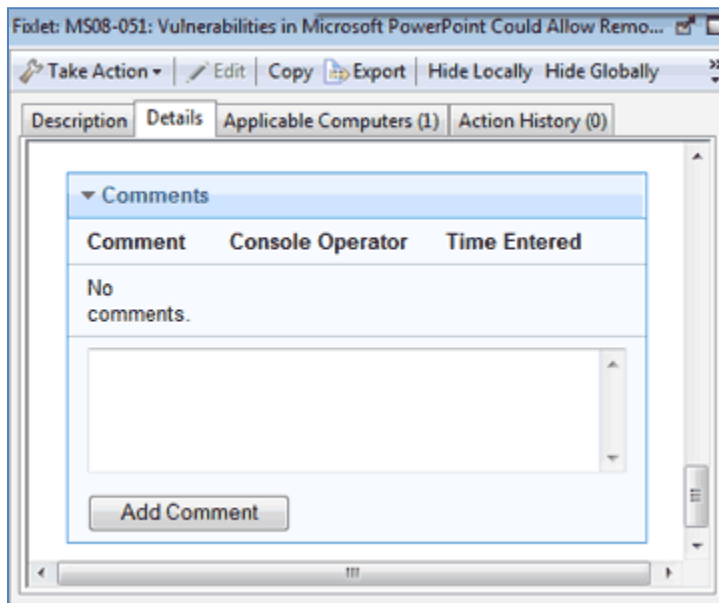 Fixlet: MS08-051: Vulnerabilities in Microsoft PowerPoint Could Allow Remo...
Take Action Edit Copy Export Hide Locally Hide Globally »
Description Details Applicable Computers (1) Action History (0)
Comments
Comment Console Operator Time Entered
No
comments.
Add Comment